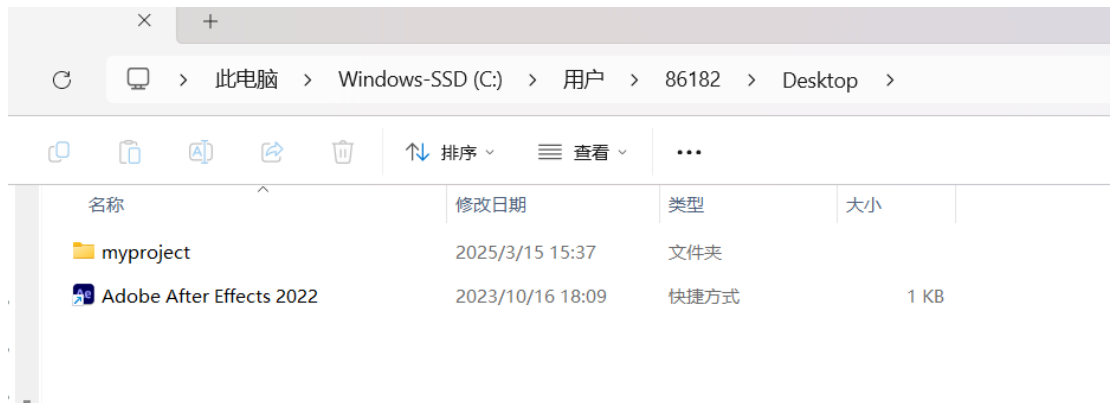 此电脑 > Windows-SSD (C:) > 用户 > 86182 > Desktop >
排序 查看 •••
名称 修改日期 类型 大小
myproject 2025/3/15 15:37 文件夹
Adobe After Effects 2022 2023/10/16 18:09 快捷方式 1 KB